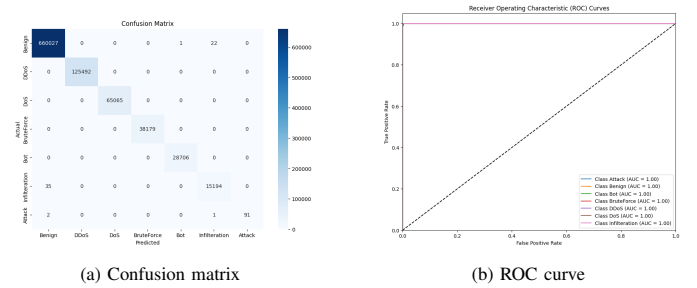 Confusion Matrix
Benign 660027 0 0 0 1 22 0
DDoS 0 125492 0 0 0 0 0
DoS 0 0 65065 0 0 0 0
BruteForce 0 0 0 38179 0 0 0
Bot 0 0 0 0 28706 0 0
Infilteration 35 0 0 0 0 15194 0
Attack 2 0 0 0 0 1 91
Actual
Benign DDoS DoS BruteForce Bot Infilteration Attack
Predicted
600000
500000
400000
300000
200000
100000
0
(a) Confusion matrix
Receiver Operating Characteristic (ROC) Curves
1.0
0.8
0.6
0.4
0.2
0.0
True Positive Rate
Class Attack (AUC = 1.00)
Class Benign (AUC = 1.00)
Class Bot (AUC = 1.00)
Class BruteForce (AUC = 1.00)
Class DDoS (AUC = 1.00)
Class DoS (AUC = 1.00)
Class Infilteration (AUC = 1.00)
0.0 0.2 0.4 0.6 0.8 1.0
False Positive Rate
(b) ROC curve